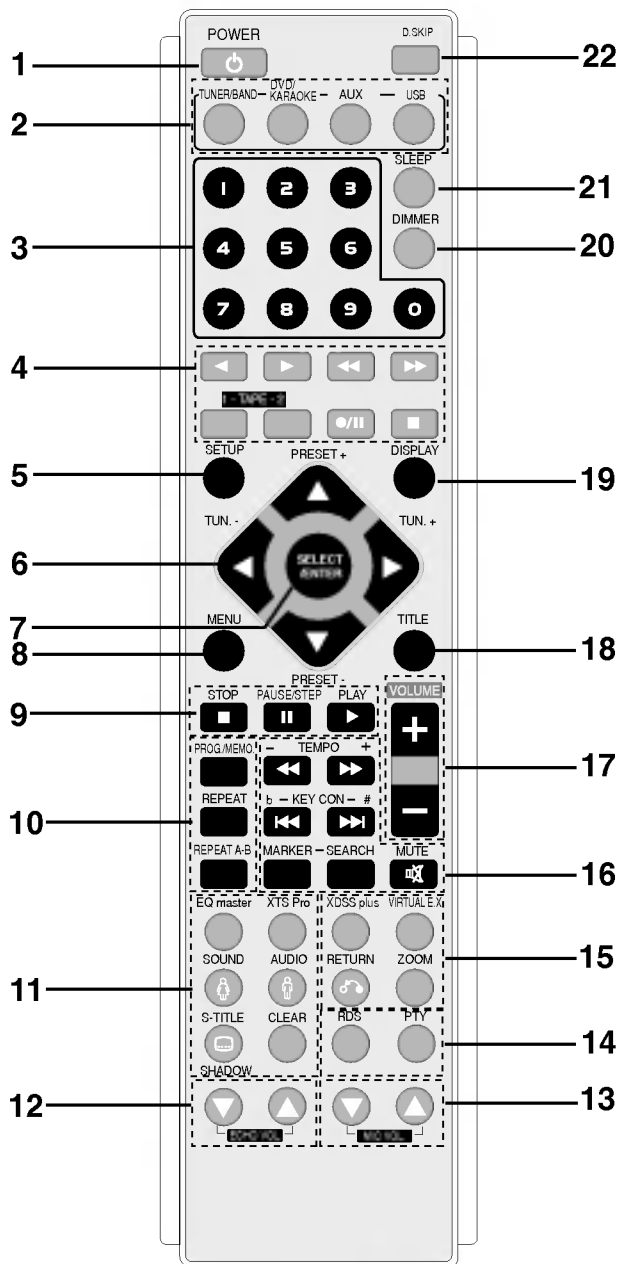 POWER
D.SKIP
1
22
TUNER/BAND
DVD/
KARAOKE
AUX
USB
2
SLEEP
1 2 3
21
DIMMER
3
4 5 6
20
7 8 9 0
4
1 - TAPE - 2
SETUP
PRESET +
DISPLAY
5
19
TUN. -
TUN. +
6
SELECT
/ENTER
7
MENU
TITLE
8
18
PRESET -
STOP
PAUSE/STEP
PLAY
VOLUME
9
+
PROG./MEMO.
- TEMPO +
17
REPEAT
b - KEY CON - #
10
-
REPEAT A-B
MARKER - SEARCH
MUTE
16
EQ master
XTS Pro
XDSS plus
VIRTUAL E.X
15
SOUND
AUDIO
RETURN
ZOOM
11
S-TITLE
CLEAR
RDS
PTY
14
SHADOW
12
13
ECHO VOL
MIC VOL